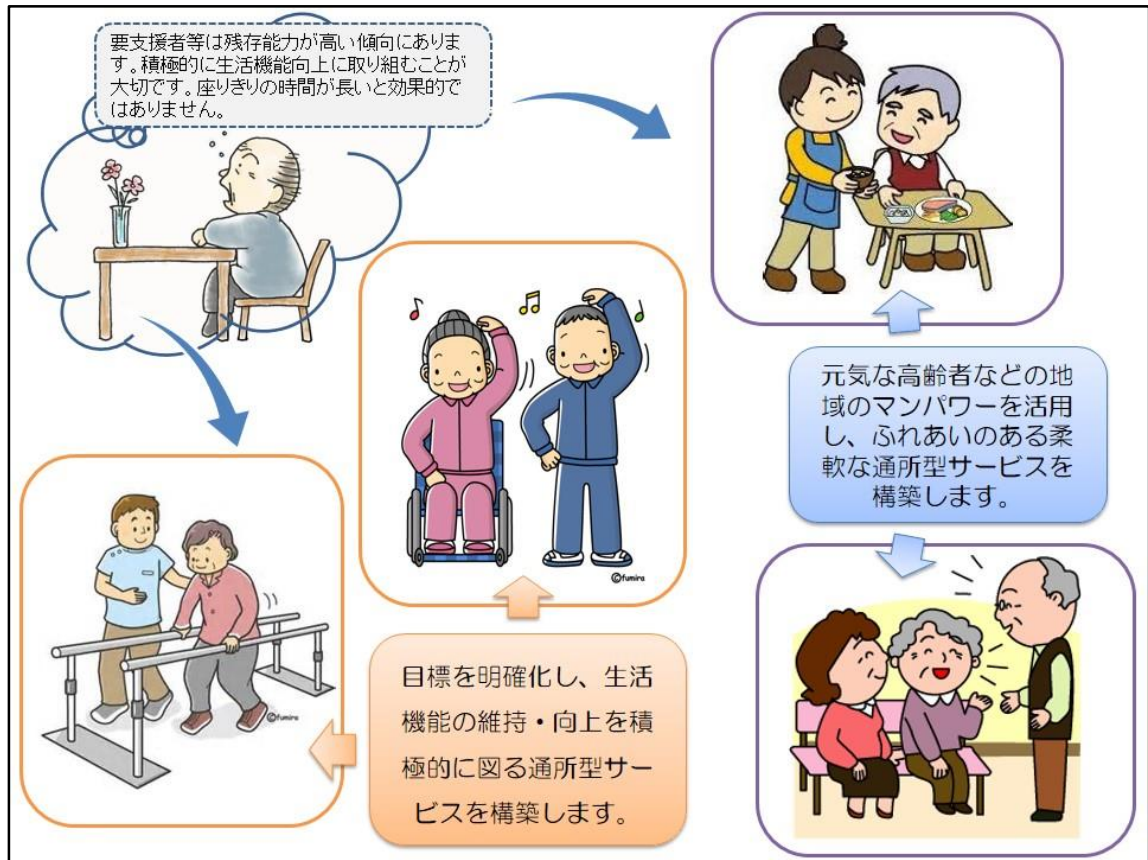 要支援者等は残存能力が高い傾向にありま
す。積極的に生活機能向上に取り組むことが
大切です。座りきりの時間が長いと効果的で
はありません。
元気な高齢者などの地
域のマンパワーを活用
し、ふれあいのある柔
軟な通所型サービスを
構築します。
©fumira
目標を明確化し、生活
機能の維持・向上を積
極的に図る通所型サー
ビスを構築します。
©fumira